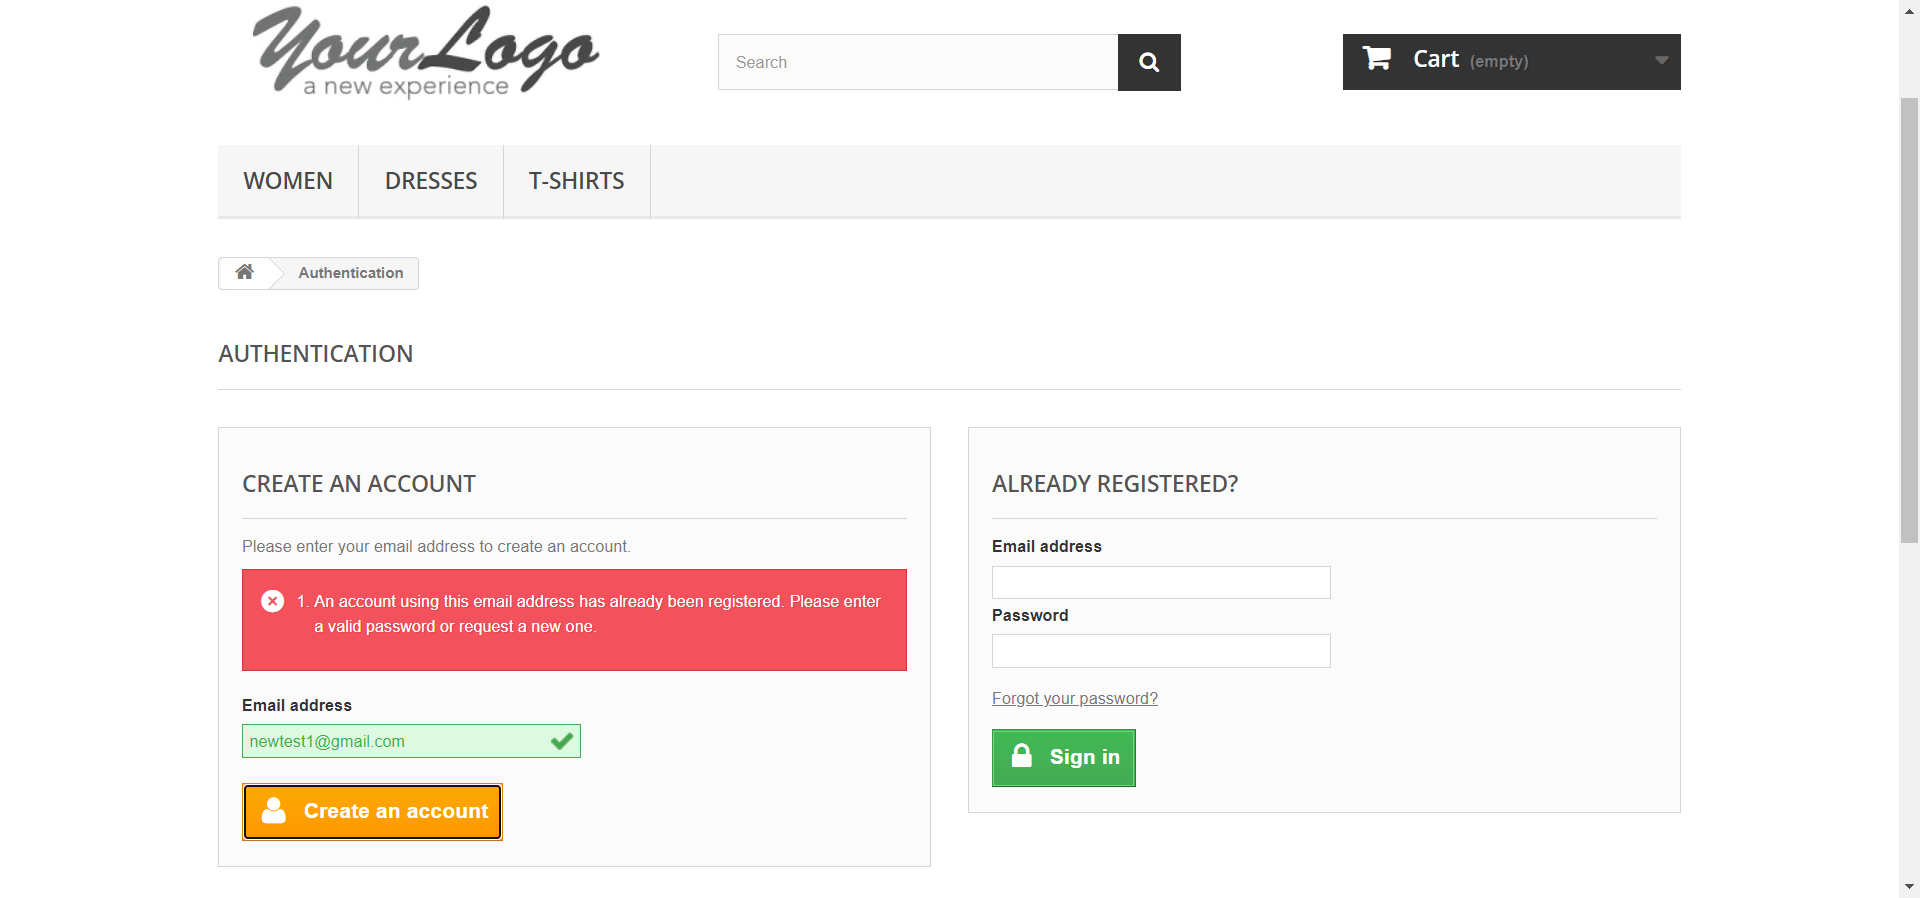 YourLogo
a new experience
Search
Cart (empty)
WOMEN
DRESSES
T-SHIRTS
Authentication
AUTHENTICATION
CREATE AN ACCOUNT
Please enter your email address to create an account.
1. An account using this email address has already been registered. Please enter
a valid password or request a new one.
Email address
newtest1@gmail.com
Create an account
ALREADY REGISTERED?
Email address
Password
Forgot your password?
Sign in